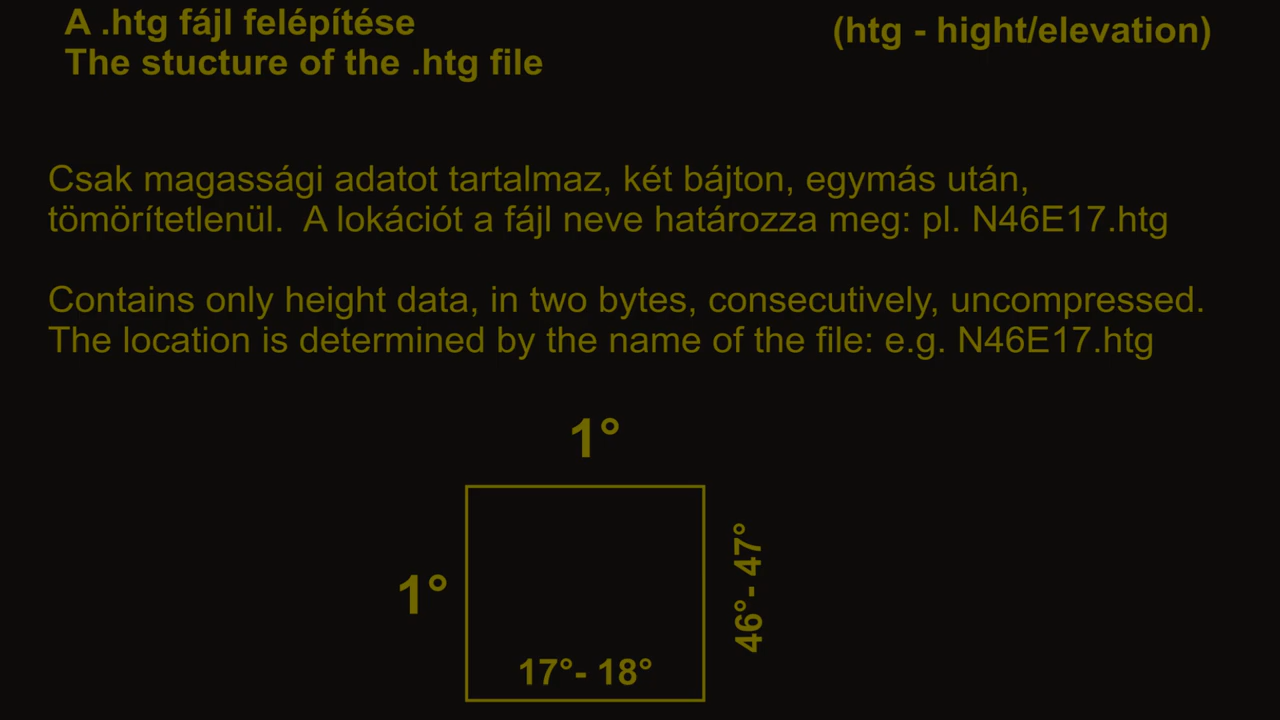 A .htg fájl felépítése
The stucture of the .htg file
(htg - hight/elevation)
Csak magassági adatot tartalmaz, két bájton, egymás után,
tömörítetlenül.  A lokációt a fájl neve határozza meg: pl. N46E17.htg
Contains only height data, in two bytes, consecutively, uncompressed.
The location is determined by the name of the file: e.g. N46E17.htg
1°
1°
46°- 47°
17°- 18°